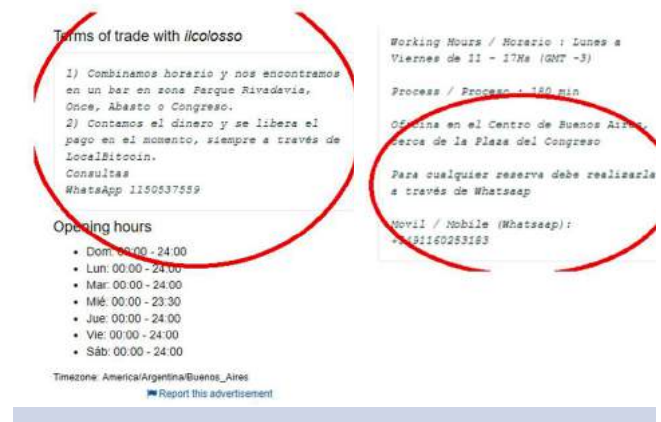 Terms of trade with ilcolosso
1) Combinamos horario y nos encontramos
en un bar en zona Parque Rivadavia,
Once, Abasto o Congreso.
2) Contamos el dinero y se libera el
pago en el momento, siempre a través de
LocalBitcoin.
Consultas
WhatsApp 1150537559
Opening hours
• Dom: 00:00 - 24:00
• Lun: 00:00 - 24:00
• Mar: 00:00 - 24:00
• Mié: 00:00 - 23:30
• Jue: 00:00 - 24:00
• Vie: 00:00 - 24:00
• Sáb: 00:00 - 24:00
Timezone: America/Argentina/Buenos_Aires
Report this advertisement
Working Hours / Horario : Lunes a
Viernes de 11 - 17Hs (GMT -3)
Process / Proceso : 180 min
Oficina en el Centro de Buenos Aires,
cerca de la Plaza del Congreso
Para cualquier reserva debe realizarla
a través de Whatsaap
Movil / Mobile (Whatsaap):
+5491160253183